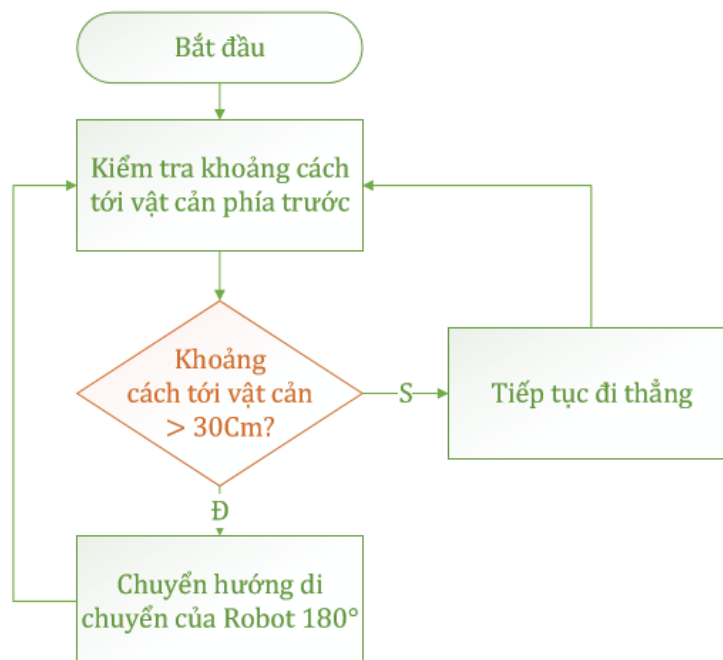 Bắt đầu
Kiểm tra khoảng cách
tới vật cản phía trước
Khoảng
cách tới vật cản
> 30Cm?
S
Tiếp tục đi thẳng
Đ
Chuyển hướng di
chuyển của Robot 180°